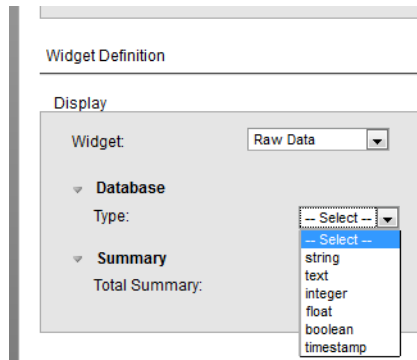 Widget Definition
Display
Widget: Raw Data
Database
Type: -- Select --
-- Select --
string
text
integer
float
boolean
timestamp
Summary
Total Summary: